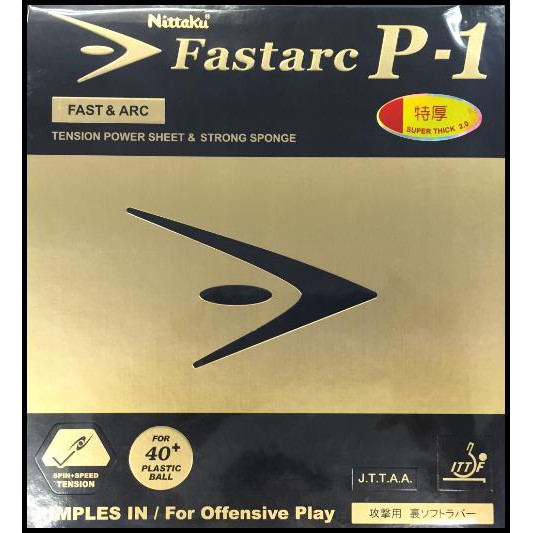 Nittaku
Fastarc P-1
FAST & ARC
特厚
SUPER THICK 2.0
TENSION POWER SHEET & STRONG SPONGE
SPIN+SPEED
TENSION
FOR
40+
PLASTIC
BALL
J.T.T.A.A.
ITTF
PIMPLES IN / For Offensive Play
攻撃用 裏ソフトラバー